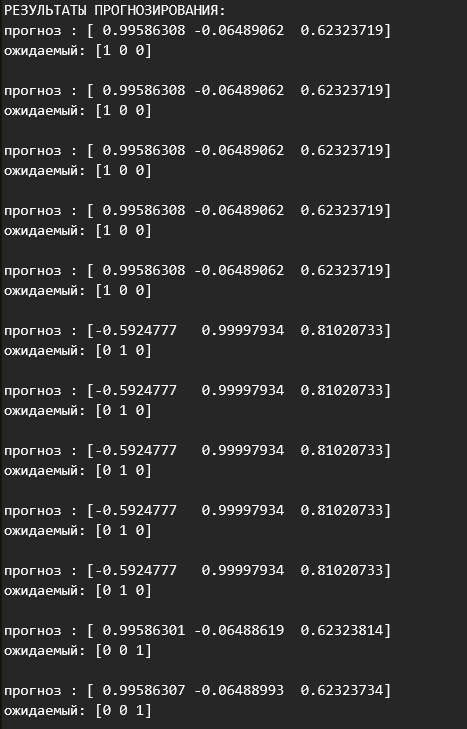 РЕЗУЛЬТАТЫ ПРОГНОЗИРОВАНИЯ:
прогноз : [ 0.99586308 -0.06489062  0.62323719]
ожидаемый: [1 0 0]
прогноз : [ 0.99586308 -0.06489062  0.62323719]
ожидаемый: [1 0 0]
прогноз : [ 0.99586308 -0.06489062  0.62323719]
ожидаемый: [1 0 0]
прогноз : [ 0.99586308 -0.06489062  0.62323719]
ожидаемый: [1 0 0]
прогноз : [ 0.99586308 -0.06489062  0.62323719]
ожидаемый: [1 0 0]
прогноз : [-0.5924777   0.99997934  0.81020733]
ожидаемый: [0 1 0]
прогноз : [-0.5924777   0.99997934  0.81020733]
ожидаемый: [0 1 0]
прогноз : [-0.5924777   0.99997934  0.81020733]
ожидаемый: [0 1 0]
прогноз : [-0.5924777   0.99997934  0.81020733]
ожидаемый: [0 1 0]
прогноз : [-0.5924777   0.99997934  0.81020733]
ожидаемый: [0 1 0]
прогноз : [ 0.99586301 -0.06488619  0.62323814]
ожидаемый: [0 0 1]
прогноз : [ 0.99586307 -0.06488993  0.62323734]
ожидаемый: [0 0 1]